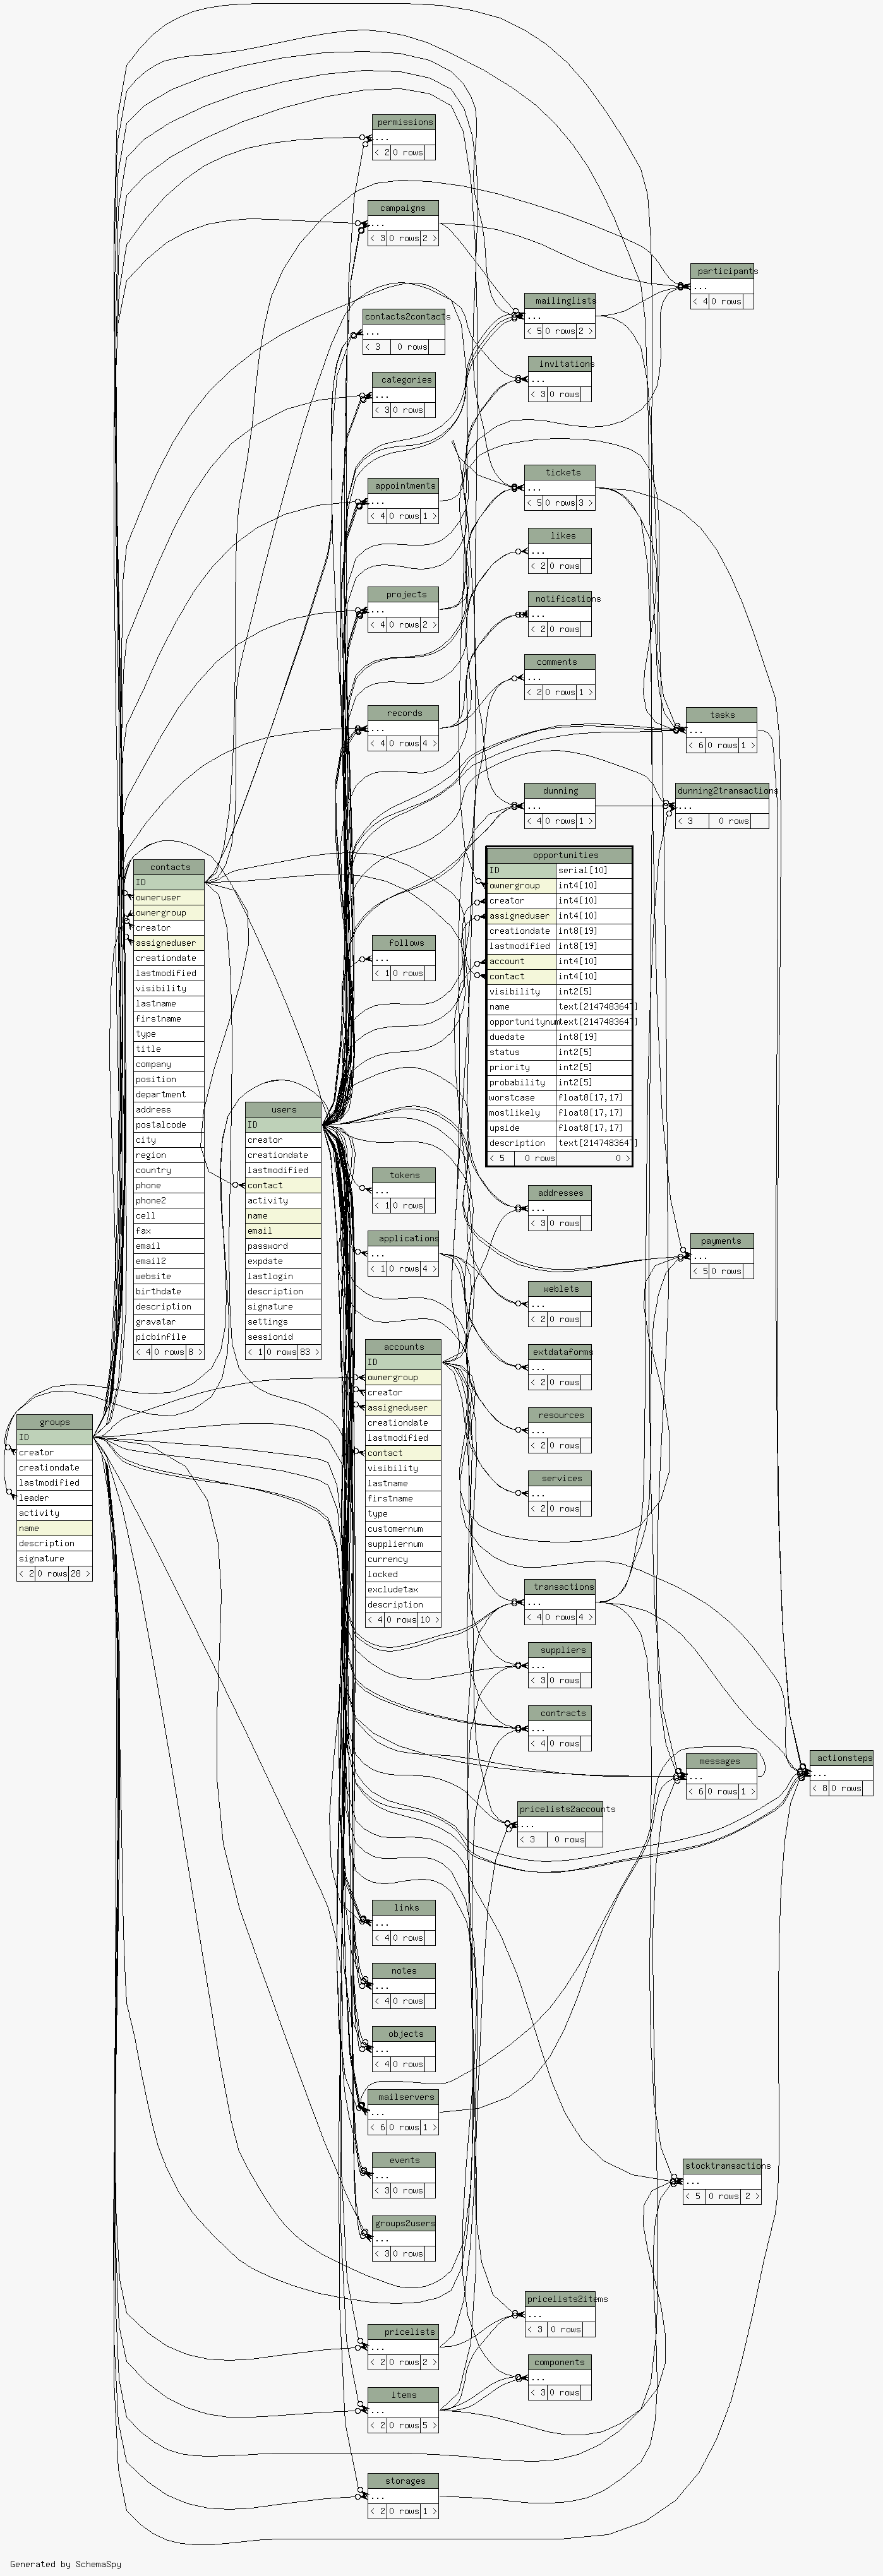 permissions
...
< 2 0 rows
campaigns
...
< 3 0 rows 2 >
participants
...
< 4 0 rows
mailinglists
...
< 5 0 rows 2 >
contacts2contacts
...
< 3 0 rows
invitations
...
< 3 0 rows
categories
...
< 3 0 rows
tickets
...
< 5 0 rows 3 >
appointments
...
< 4 0 rows 1 >
likes
...
< 2 0 rows
projects
...
< 4 0 rows 2 >
notifications
...
< 2 0 rows
comments
...
< 2 0 rows 1 >
records
...
< 4 0 rows 4 >
tasks
...
< 6 0 rows 1 >
dunning
...
< 4 0 rows 1 >
dunning2transactions
...
< 3 0 rows
opportunities
ID serial[10]
ownergroup int4[10]
creator int4[10]
assigneduser int4[10]
creationdate int8[19]
lastmodified int8[19]
account int4[10]
contact int4[10]
visibility int2[5]
name text[2147483647]
opportunitynum text[2147483647]
duedate int8[19]
status int2[5]
priority int2[5]
probability int2[5]
worstcase float8[17,17]
mostlikely float8[17,17]
upside float8[17,17]
description text[2147483647]
< 5 0 rows 0 >
contacts
ID
owneruser
ownergroup
creator
assigneduser
creationdate
lastmodified
visibility
lastname
firstname
type
title
company
position
department
address
postalcode
city
region
country
phone
phone2
cell
fax
email
email2
website
birthdate
description
gravatar
picbinfile
< 4 0 rows 8 >
follows
...
< 1 0 rows
users
ID
creator
creationdate
lastmodified
contact
activity
name
email
password
expdate
lastlogin
description
signature
settings
sessionid
< 1 0 rows 83 >
tokens
...
< 1 0 rows
addresses
...
< 3 0 rows
applications
...
< 1 0 rows 4 >
payments
...
< 5 0 rows
weblets
...
< 2 0 rows
extdataforms
...
< 2 0 rows
accounts
ID
ownergroup
creator
assigneduser
creationdate
lastmodified
contact
visibility
lastname
firstname
type
customernum
suppliernum
currency
locked
excludetax
description
< 4 0 rows 10 >
resources
...
< 2 0 rows
groups
ID
creator
creationdate
lastmodified
leader
activity
name
description
signature
< 2 0 rows 28 >
services
...
< 2 0 rows
transactions
...
< 4 0 rows 4 >
suppliers
...
< 3 0 rows
contracts
...
< 4 0 rows
messages
...
< 6 0 rows 1 >
actionsteps
...
< 8 0 rows
pricelists2accounts
...
< 3 0 rows
links
...
< 4 0 rows
notes
...
< 4 0 rows
objects
...
< 4 0 rows
mailservers
...
< 6 0 rows 1 >
events
...
< 3 0 rows
stocktransactions
...
< 5 0 rows 2 >
groups2users
...
< 3 0 rows
pricelists2items
...
< 3 0 rows
pricelists
...
< 2 0 rows 2 >
components
...
< 3 0 rows
items
...
< 2 0 rows 5 >
storages
...
< 2 0 rows 1 >
Generated by SchemaSpy